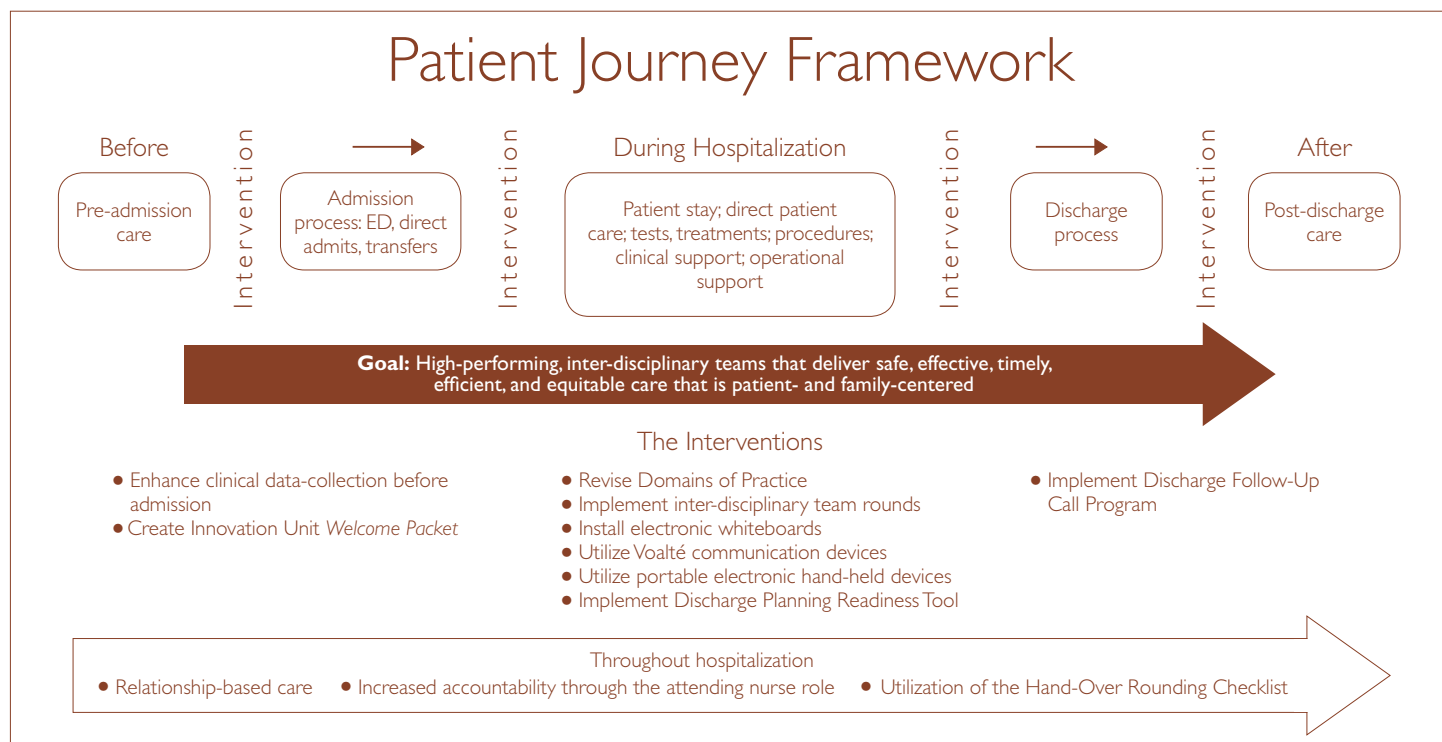 Patient Journey Framework
Before
Pre-admission
care
Intervention
Admission
process: ED, direct
admits, transfers
Intervention
During Hospitalization
Patient stay; direct patient
care; tests, treatments; procedures;
clinical support; operational
support
Intervention
Discharge
process
Intervention
After
Post-discharge
care
Goal: High-performing, inter-disciplinary teams that deliver safe, effective, timely,
efficient, and equitable care that is patient- and family-centered
The Interventions
• Enhance clinical data-collection before
admission
• Create Innovation Unit Welcome Packet
• Revise Domains of Practice
• Implement inter-disciplinary team rounds
• Install electronic whiteboards
• Utilize Voalté communication devices
• Utilize portable electronic hand-held devices
• Implement Discharge Planning Readiness Tool
• Implement Discharge Follow-Up
Call Program
Throughout hospitalization
• Relationship-based care • Increased accountability through the attending nurse role • Utilization of the Hand-Over Rounding Checklist